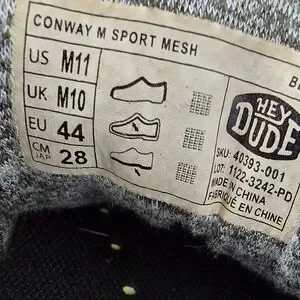 CONWAY M SPORT MESH
US M11
UK M10
EU 44
CM
JAP 28
HEY
DUDE
SKU: 40393-001
LOT: 1122-3242-PD
MADE IN CHINA
FABRIQUÉ EN CHINE